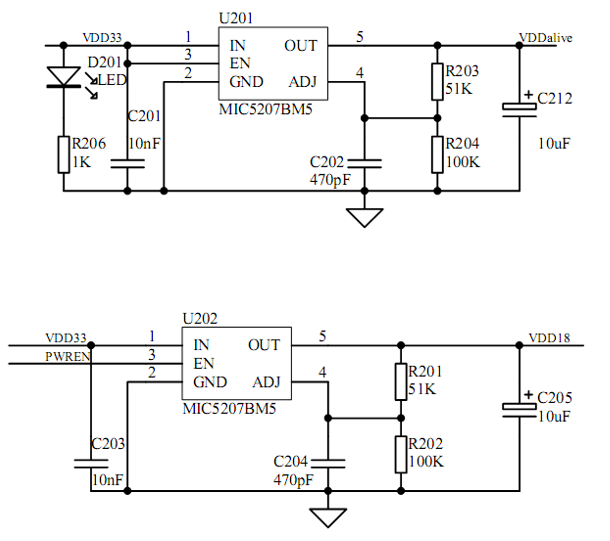 U201
VDD33
1
IN
OUT
5
VDDalive
3
EN
D201
LED
2
GND
ADJ
4
R203
51K
MIC5207BM5
C212
C201
R206
10nF
1K
C202
470pF
R204
100K
10uF
U202
VDD33
1
IN
OUT
5
VDD18
PWREN
3
EN
2
GND
ADJ
4
R201
51K
MIC5207BM5
C205
10uF
C203
10nF
C204
470pF
R202
100K